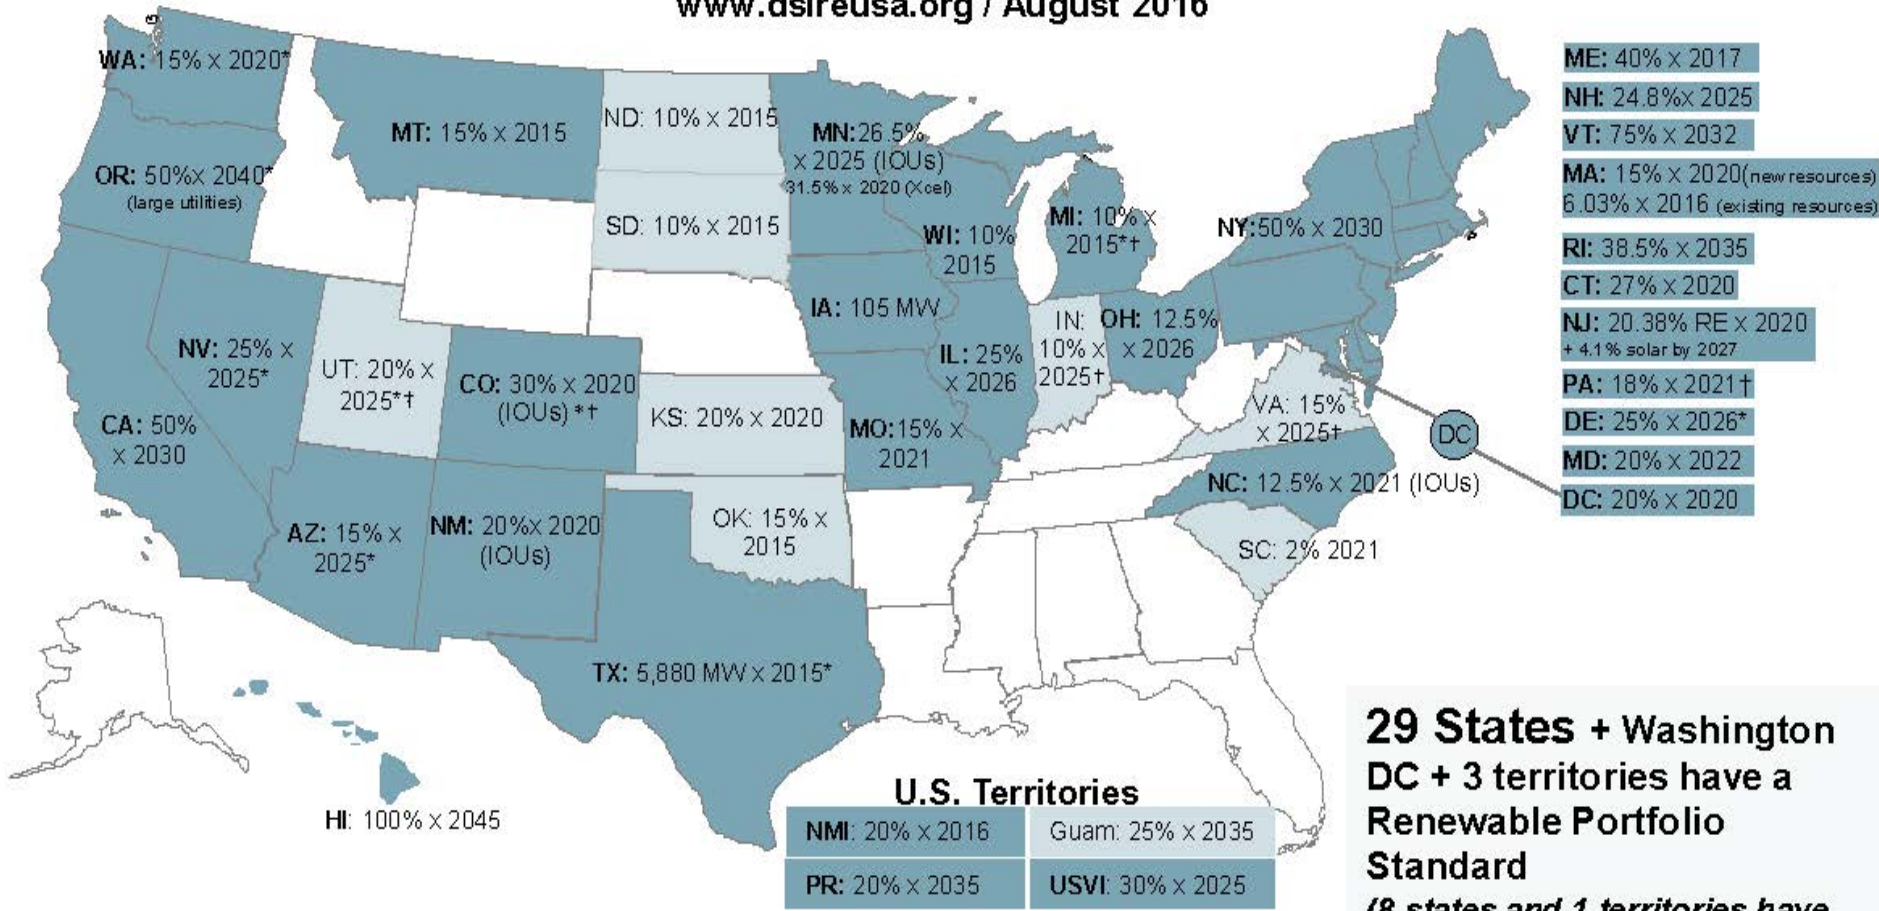 www.dsireusa.org / August 2016
WA: 15% x 2020*
OR: 50%x 2040*
(large utilities)
MT: 15% x 2015
ND: 10% x 2015
SD: 10% x 2015
MN:26.5%
x 2025 (IOUs)
31.5% x 2020 (Xcel)
WI: 10%
2015
MI: 10% x
2015*†
NY:50% x 2030
IA: 105 MW
IN:
10% x
2025†
OH: 12.5%
x 2026
IL: 25%
x 2026
NV: 25% x
2025*
UT: 20% x
2025*†
CO: 30% x 2020
(IOUs) *†
KS: 20% x 2020
MO:15% x
2021
VA: 15%
x 2025†
DC
CA: 50%
x 2030
NC: 12.5% x 2021 (IOUs)
AZ: 15% x
2025*
NM: 20%x 2020
(IOUs)
OK: 15% x
2015
SC: 2% 2021
TX: 5,880 MW x 2015*
HI: 100% x 2045
ME: 40% x 2017
NH: 24.8%x 2025
VT: 75% x 2032
MA: 15% x 2020(new resources)
6.03% x 2016 (existing resources)
RI: 38.5% x 2035
CT: 27% x 2020
NJ: 20.38% RE x 2020
+ 4.1% solar by 2027
PA: 18% x 2021†
DE: 25% x 2026*
MD: 20% x 2022
DC: 20% x 2020
U.S. Territories
NMI: 20% x 2016
Guam: 25% x 2035
PR: 20% x 2035
USVI: 30% x 2025
29 States + Washington
DC + 3 territories have a
Renewable Portfolio
Standard
(8 states and 1 territories have